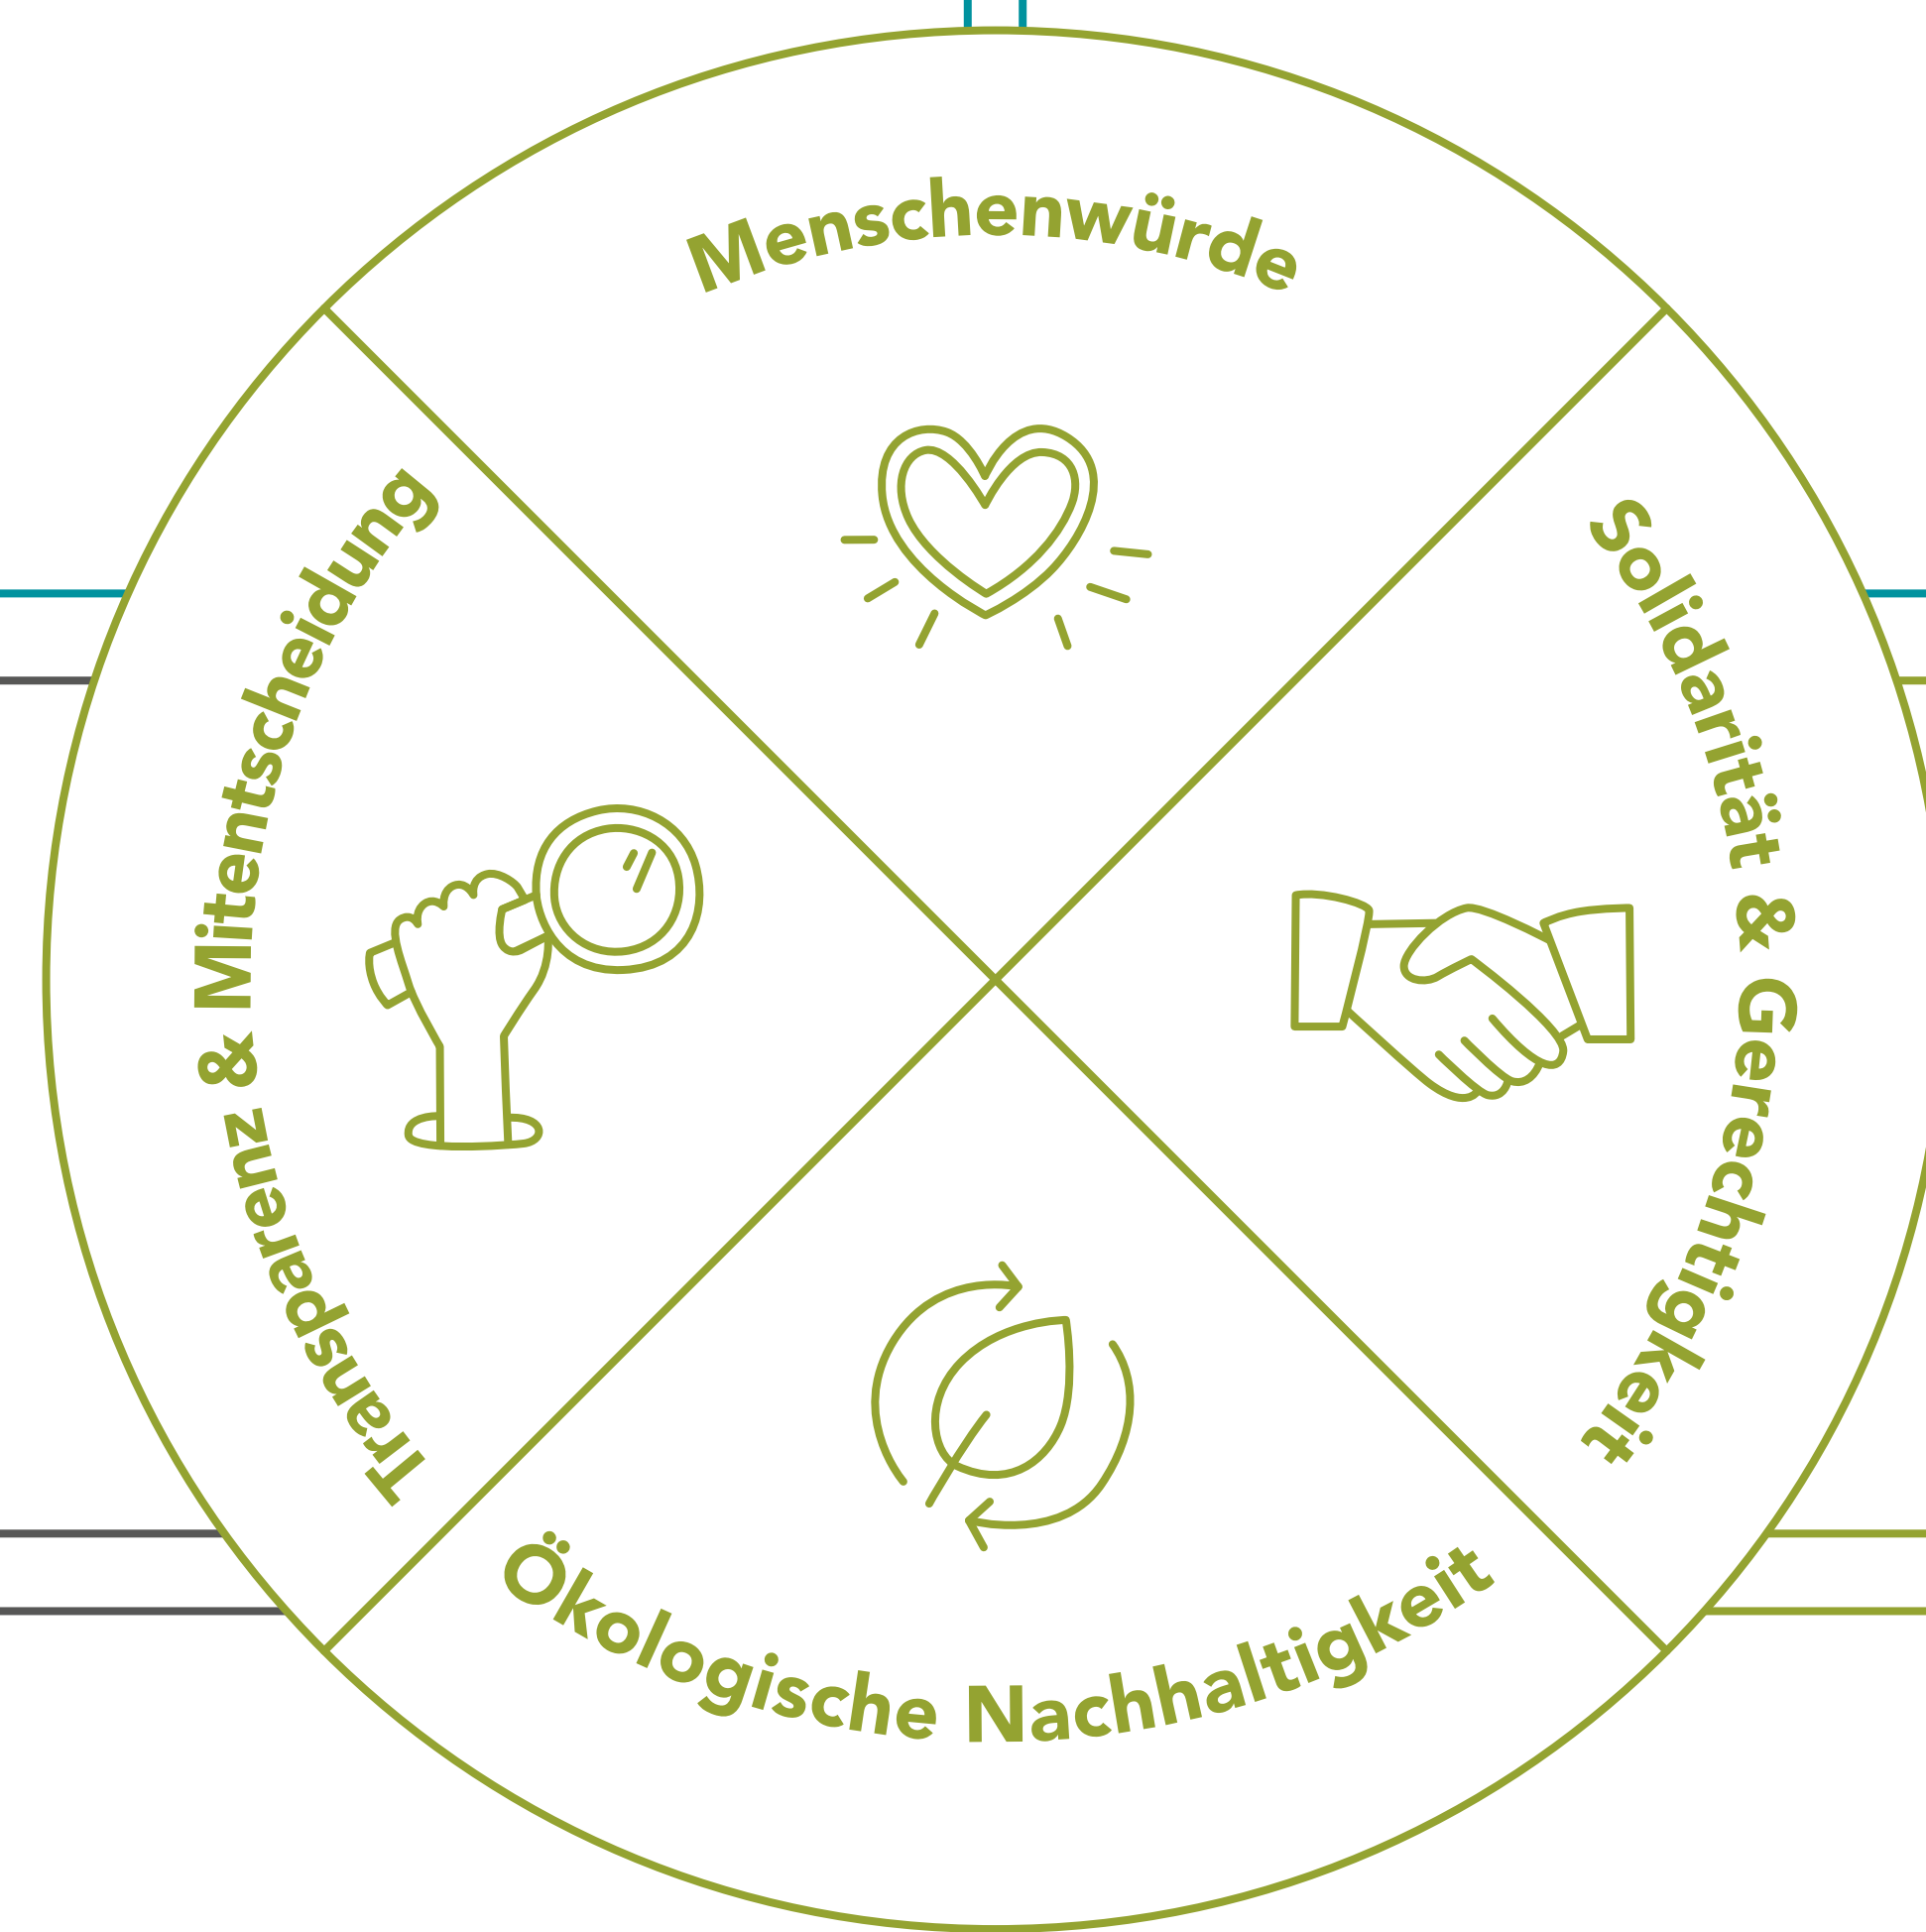 Menschenwürde
Solidarität & Gerechtigkeit
Ökologische Nachhaltigkeit
Transparenz & Mitentscheidung